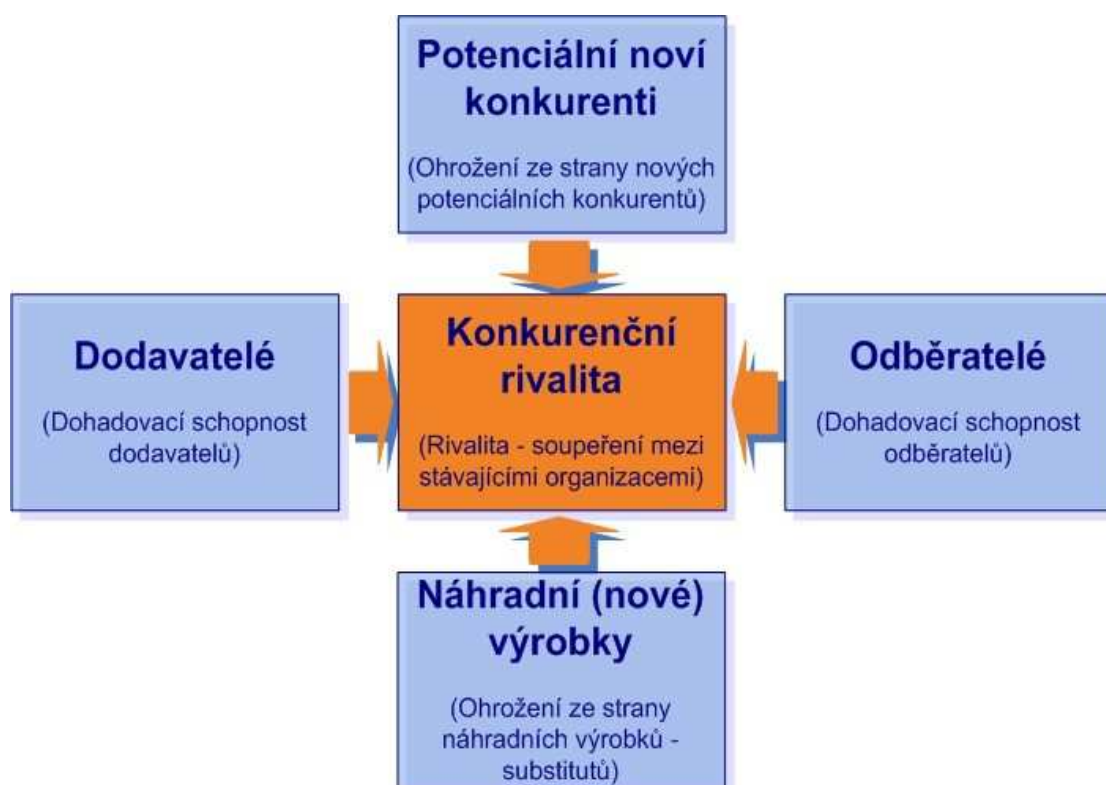 Potenciální noví
konkurenti
(Ohrožení ze strany nových
potenciálních konkurentů)
Dodavatelé
(Dohadovací schopnost
dodavatelů)
Konkurenční
rivalita
(Rivalita - soupeření mezi
stávajícími organizacemi)
Odběratelé
(Dohadovací schopnost
odběratelů)
Náhradní (nové)
výrobky
(Ohrožení ze strany
náhradních výrobků -
substitutů)